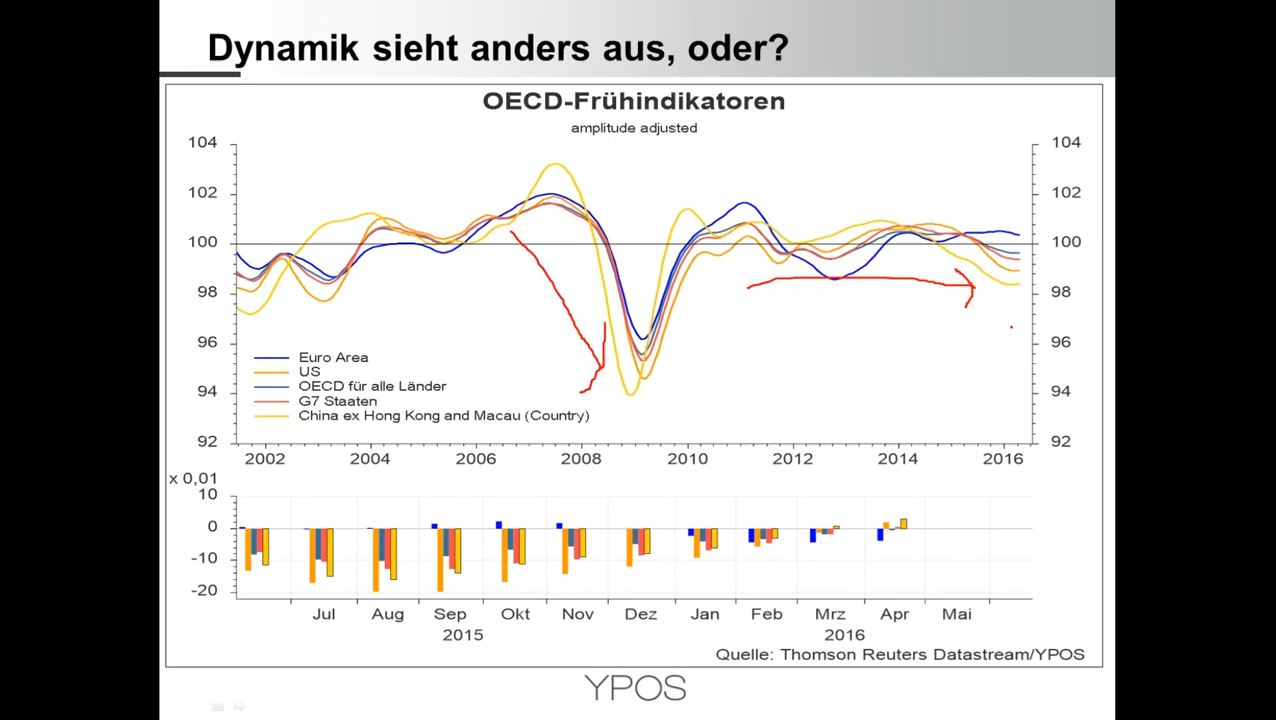 Dynamik sieht anders aus, oder?
OECD-Frühindikatoren
amplitude adjusted
104 104
102 102
100 100
98 98
96 96
94 94
92 92
Euro Area
US
OECD für alle Länder
G7 Staaten
China ex Hong Kong and Macau (Country)
2002 2004 2006 2008 2010 2012 2014 2016
x 0,01
10
0
-10
-20
Jul Aug Sep Okt Nov Dez Jan Feb Mrz Apr Mai
2015 2016
Quelle: Thomson Reuters Datastream/YPOS
YPOS